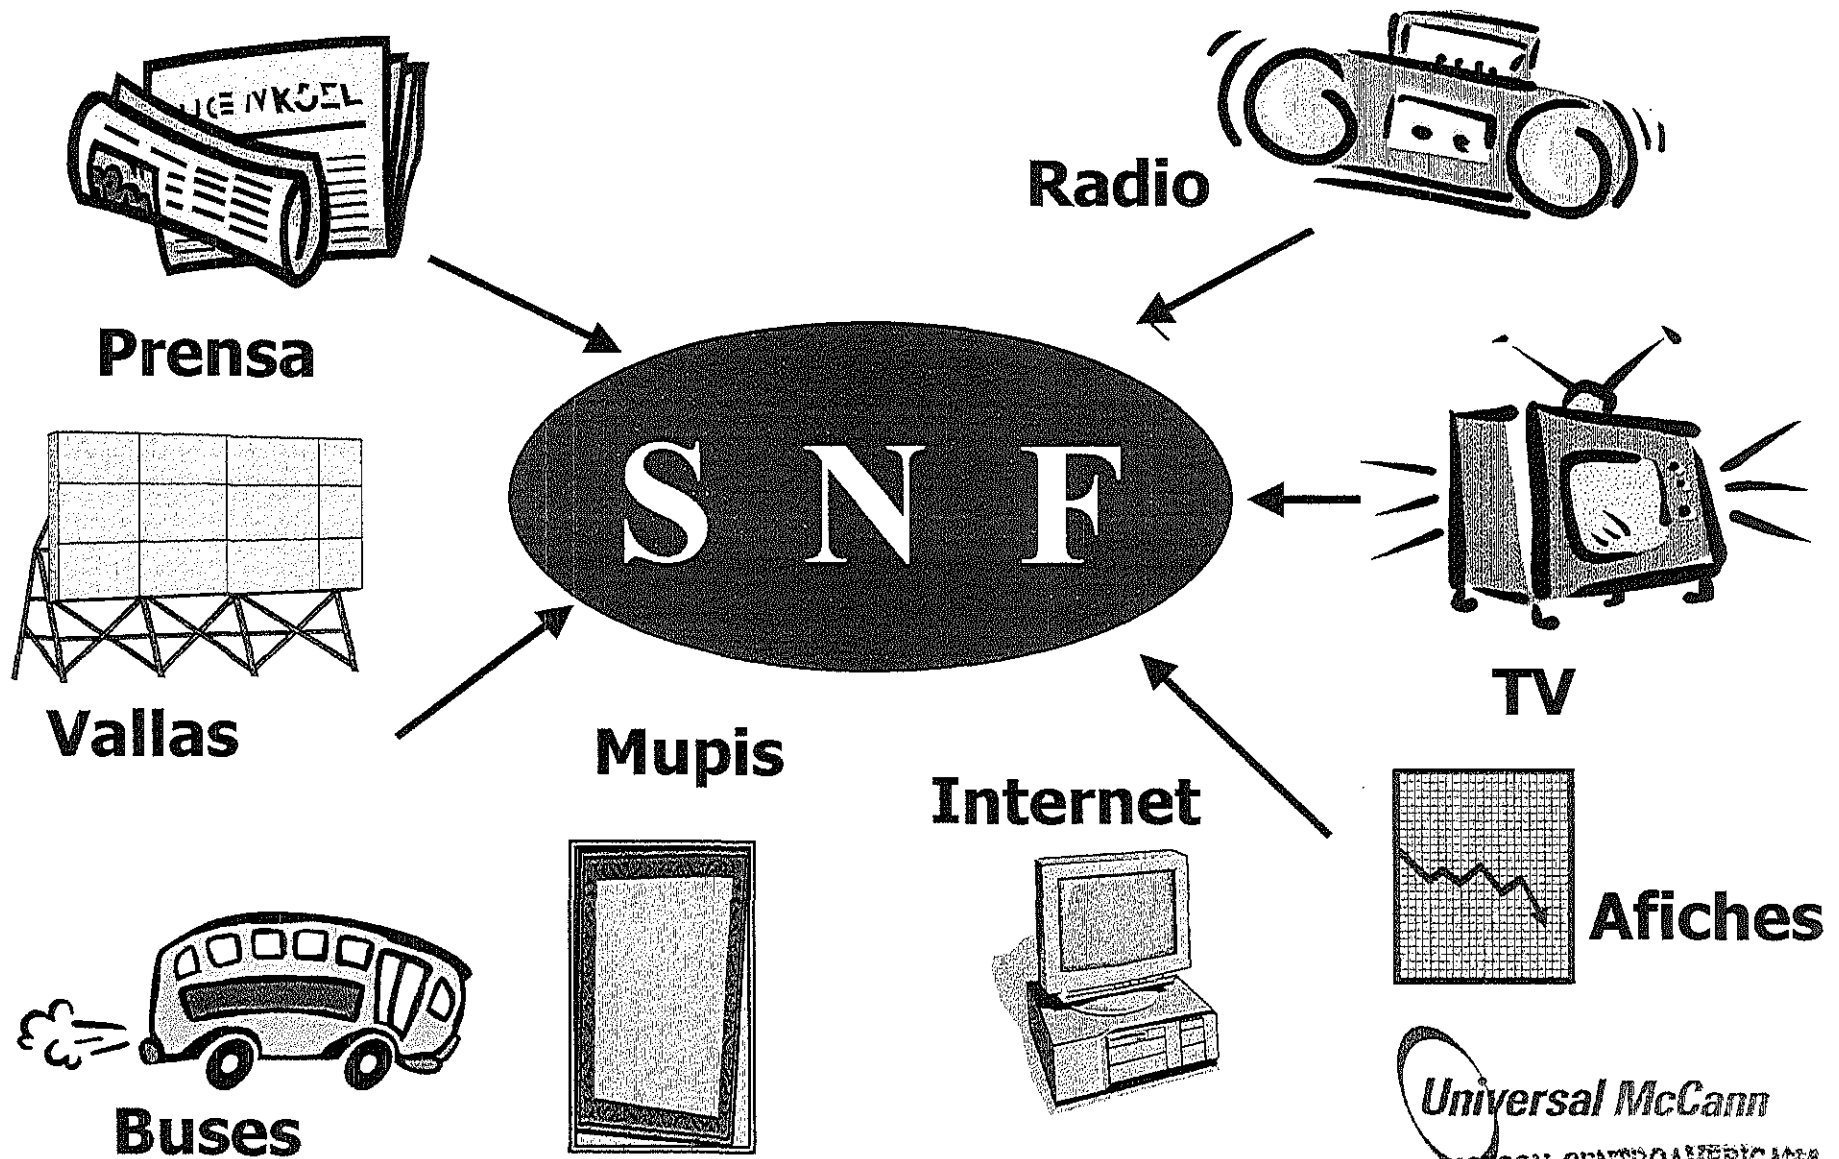 Radio
Prensa
S N F
TV
Vallas
Mupis
Internet
Afiches
Buses
Universal McCann